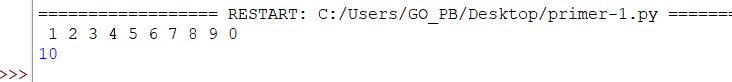 ================== RESTART: C:/Users/GO_PB/Desktop/primer-1.py =======
1 2 3 4 5 6 7 8 9 0
10
>>>